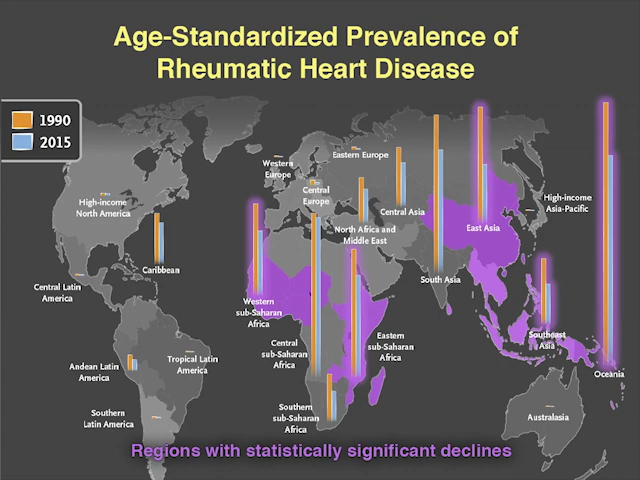 Age-Standardized Prevalence of
Rheumatic Heart Disease
1990
2015
Western
Europe
Eastern Europe
High-income
North America
Central
Europe
High-income
Asia-Pacific
Central Asia
North Africa and
Middle East
East Asia
Caribbean
South Asia
Central Latin
America
Western
sub-Saharan
Africa
Southeast
Asia
Central
sub-Saharan
Africa
Eastern
sub-Saharan
Africa
Tropical Latin
America
Andean Latin
America
Oceania
Southern
Latin America
Southern
sub-Saharan
Africa
Australasia
Regions with statistically significant declines